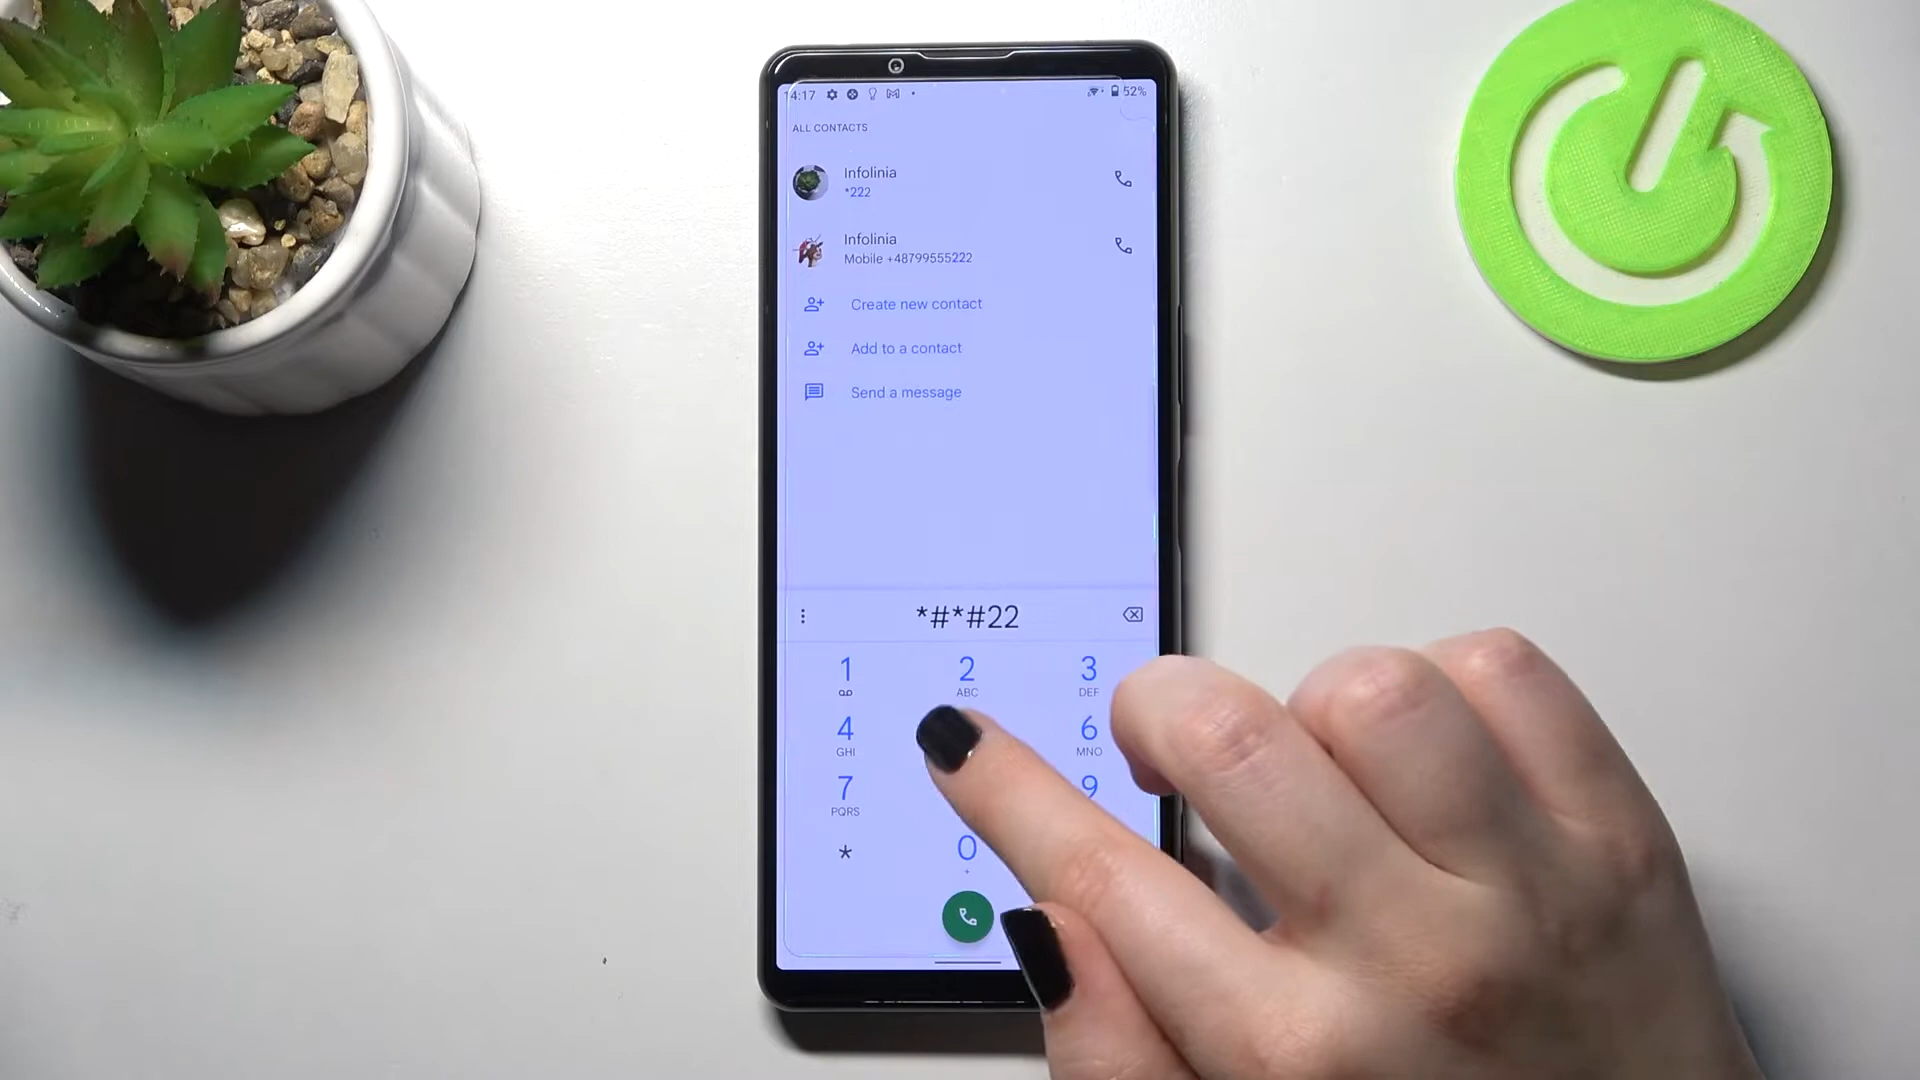 14:17 52%
ALL CONTACTS
Infolinia
*222
Infolinia
Mobile +48799555222
Create new contact
Add to a contact
Send a message
*#*#22
1 2 3
ABC DEF
4 6
GHI MNO
7 9
PQRS
* 0
+